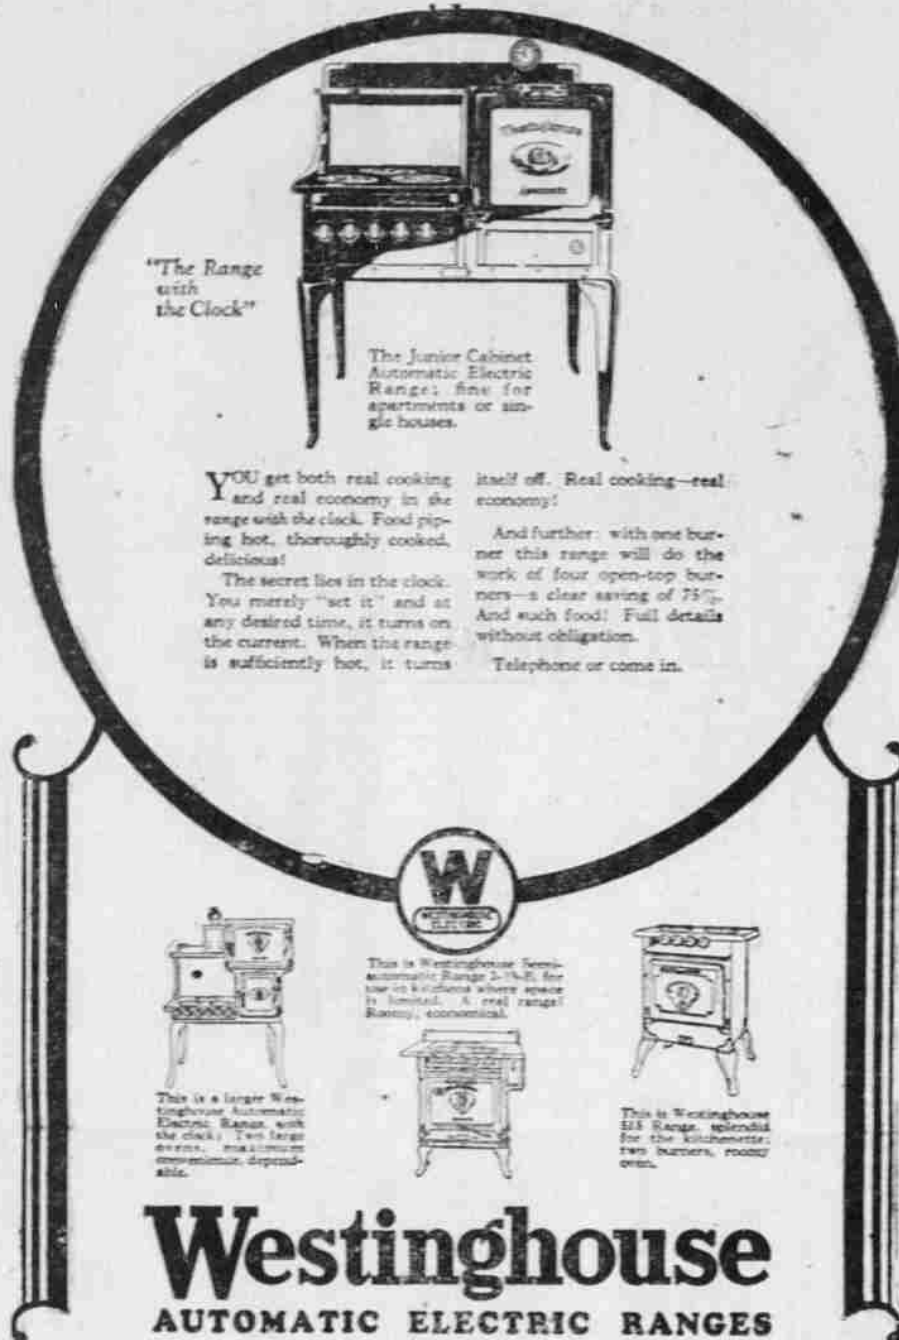 "The Range
with
the Clock"
The Junior Cabinet
Automatic Electric
Range; fine for
apartments or sin-
gle houses.
YOU get both real cooking
and real economy in the
range with the clock. Food pip-
ing hot, thoroughly cooked,
delicious!
The secret lies in the clock.
You merely "set it" and at
any desired time, it turns on
the current. When the range
is sufficiently hot, it turns
itself off. Real cooking—real
economy!
And further: with one bur-
ner this range will do the
work of four open-top bur-
ners—a clear saving of 75%.
And such food! Full details
without obligation.
Telephone or come in.
W
WESTINGHOUSE
ELECTRIC
This is Westinghouse Semi-
automatic Range for
use in kitchens where space
is limited. A real range!
Roomy, economical.
This is a larger Wes-
tinghouse Automatic
Electric Range, with
the clock; Two large
ovens, maximum
convenience, depend-
able.
This is Westinghouse
Range, splendid
for the kitchenette;
two burners, roomy
oven.
Westinghouse
AUTOMATIC ELECTRIC RANGES